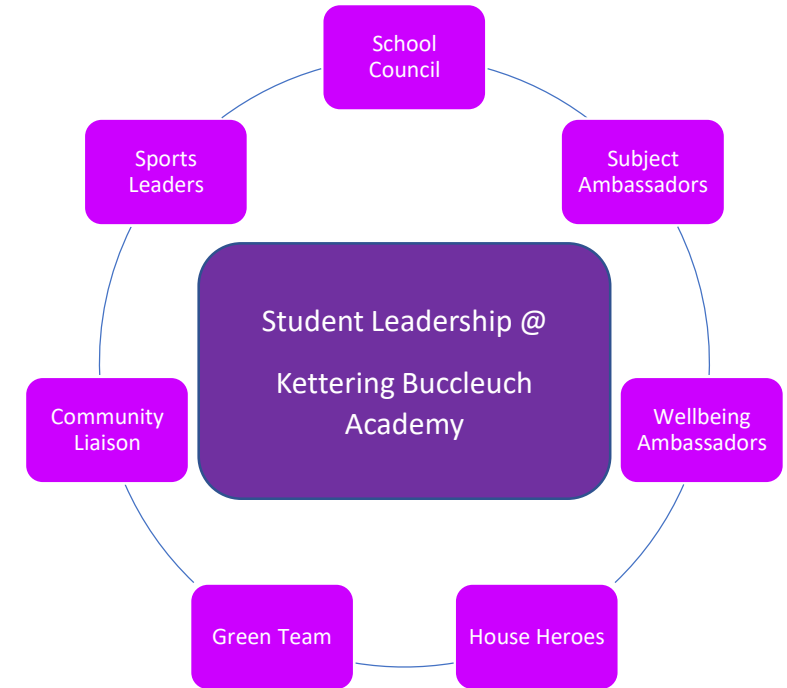 School
Council
Sports
Leaders
Subject
Ambassadors
Student Leadership @
Kettering Buccleuch
Academy
Community
Liaison
Wellbeing
Ambassadors
Green Team
House Heroes